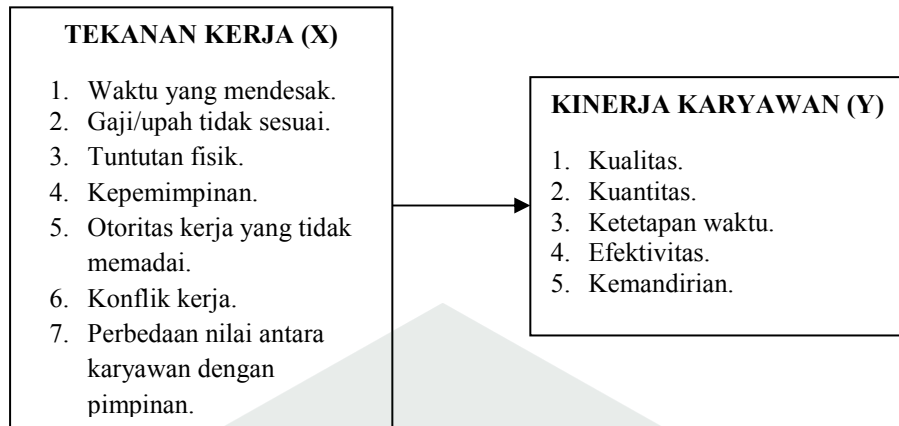 TEKANAN KERJA (X)
1. Waktu yang mendesak.
2. Gaji/upah tidak sesuai.
3. Tuntutan fisik.
4. Kepemimpinan.
5. Otoritas kerja yang tidak
memadai.
6. Konflik kerja.
7. Perbedaan nilai antara
karyawan dengan
pimpinan.
KINERJA KARYAWAN (Y)
1. Kualitas.
2. Kuantitas.
3. Ketetapan waktu.
4. Efektivitas.
5. Kemandirian.